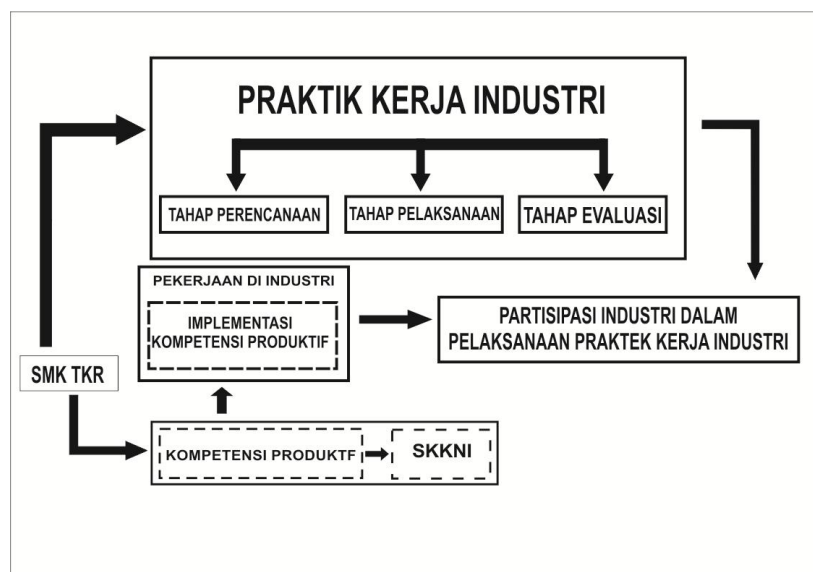 PRAKTIK KERJA INDUSTRI
TAHAP PERENCANAAN
TAHAP PELAKSANAAN
TAHAP EVALUASI
PEKERJAAN DI INDUSTRI
IMPLEMENTASI
KOMPETENSI PRODUKTIF
PARTISIPASI INDUSTRI DALAM
PELAKSANAAN PRAKTEK KERJA INDUSTRI
SMK TKR
KOMPETENSI PRODUKTF
SKKNI